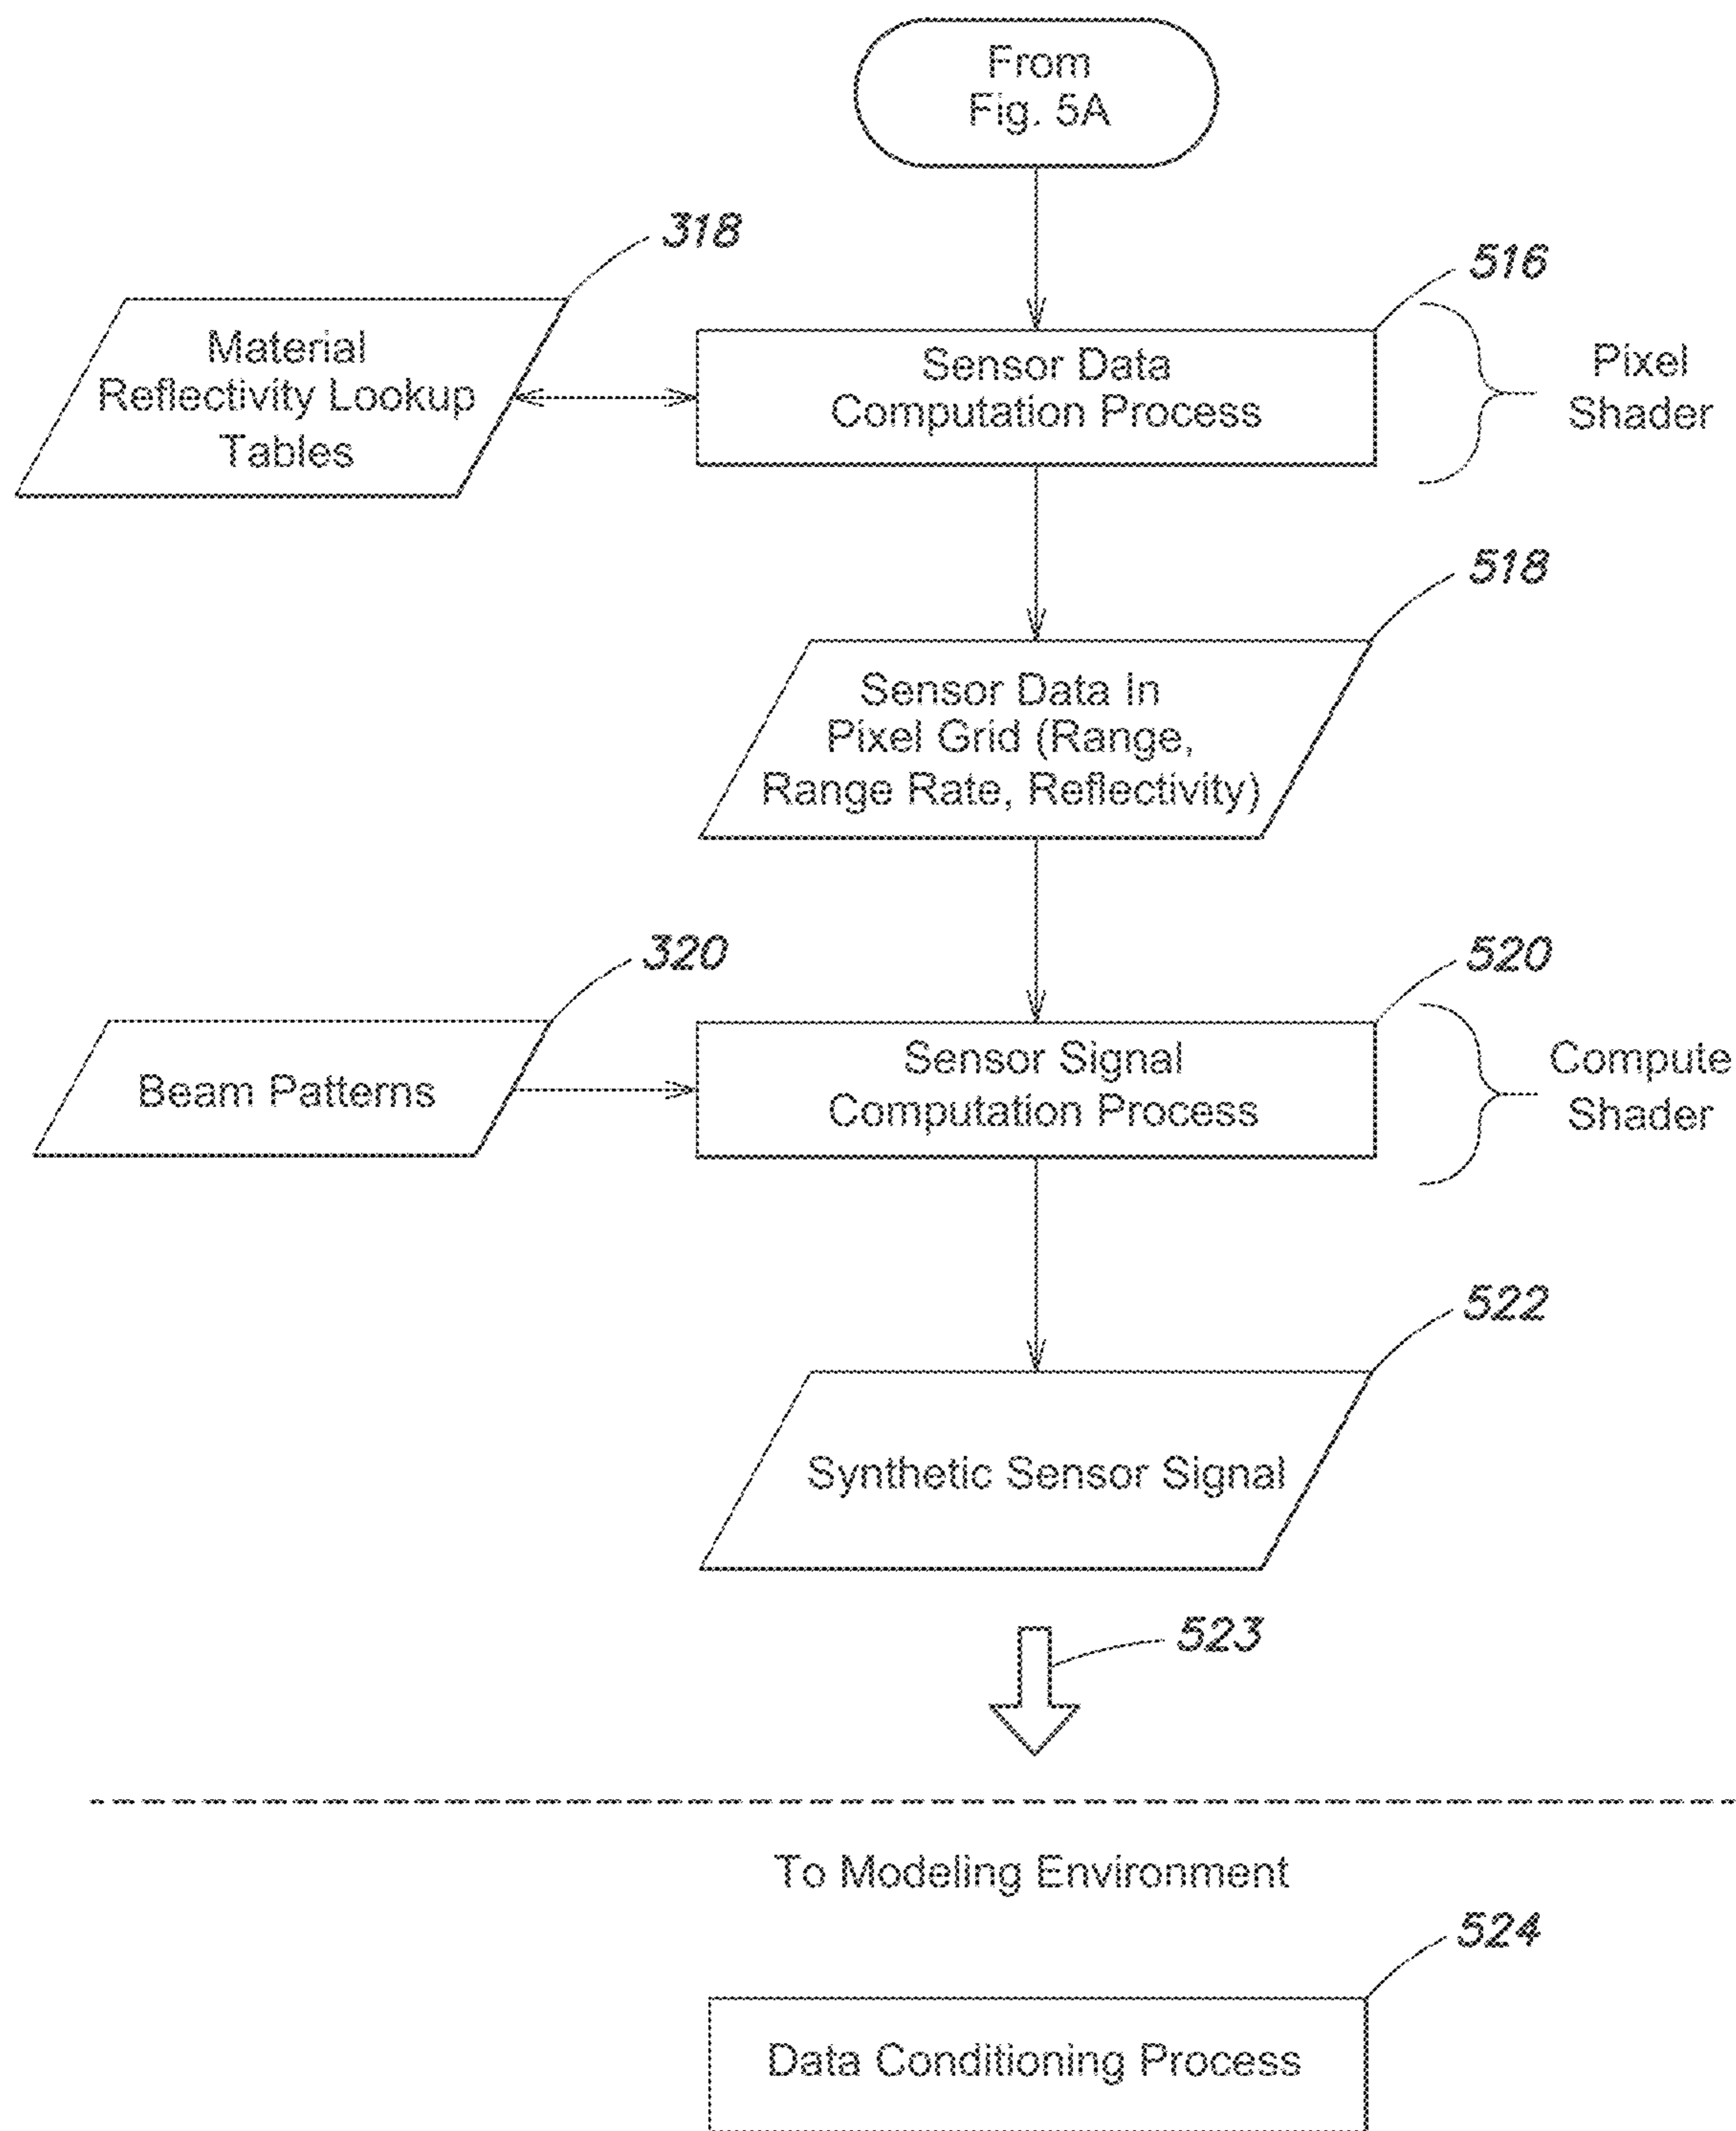 From
Fig. 5A
318
516
Material
Reflectivity Lookup
Tables
Sensor Data
Computation Process
Pixel
Shader
518
Sensor Data In
Pixel Grid (Range,
Range Rate, Reflectivity)
320
520
Beam Patterns
Sensor Signal
Computation Process
Compute
Shader
522
Synthetic Sensor Signal
523
To Modeling Environment
524
Data Conditioning Process